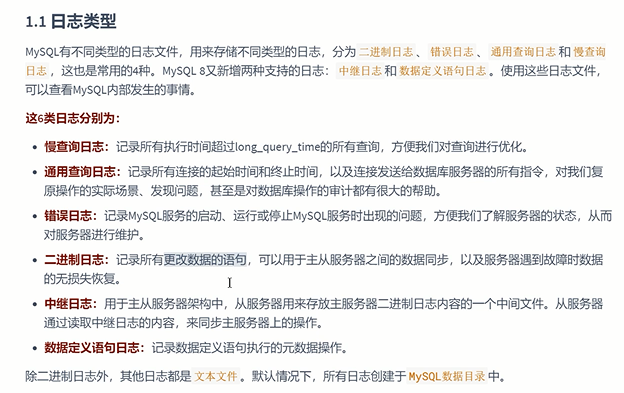 1.1 日志类型
MySQL有不同类型的日志文件，用来存储不同类型的日志，分为 二进制日志 、 错误日志 、 通用查询日志 和 慢查询
日志 ，这也是常用的4种。MySQL 8又新增两种支持的日志： 中继日志 和 数据定义语句日志 。使用这些日志文件，
可以查看MySQL内部发生的事情。
这6类日志分别为：
• 慢查询日志：记录所有执行时间超过long_query_time的所有查询，方便我们对查询进行优化。
• 通用查询日志：记录所有连接的起始时间和终止时间，以及连接发送给数据库服务器的所有指令，对我们复
原操作的实际场景、发现问题，甚至是对数据库操作的审计都有很大的帮助。
• 错误日志：记录MySQL服务的启动、运行或停止MySQL服务时出现的问题，方便我们了解服务器的状态，从而
对服务器进行维护。
• 二进制日志：记录所有更改数据的语句，可以用于主从服务器之间的数据同步，以及服务器遇到故障时数据
的无损失恢复。
• 中继日志：用于主从服务器架构中，从服务器用来存放主服务器二进制日志内容的一个中间文件。从服务器
通过读取中继日志的内容，来同步主服务器上的操作。
• 数据定义语句日志：记录数据定义语句执行的元数据操作。
除二进制日志外，其他日志都是 文本文件 。默认情况下，所有日志创建于 MySQL数据目录 中。